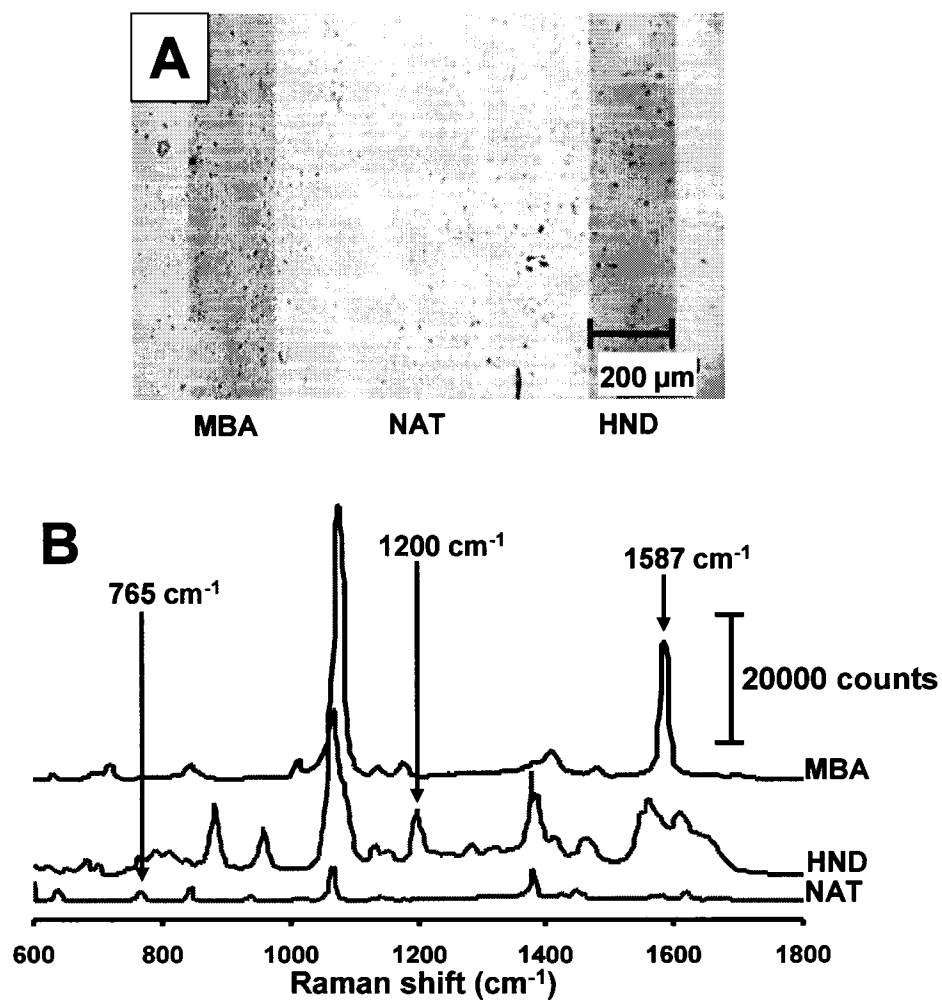 A
200 µm
MBA NAT HND
B
765 cm⁻¹
1200 cm⁻¹
1587 cm⁻¹
20000 counts
MBA
HND
NAT
600 800 1000 1200 1400 1600 1800
Raman shift (cm⁻¹)